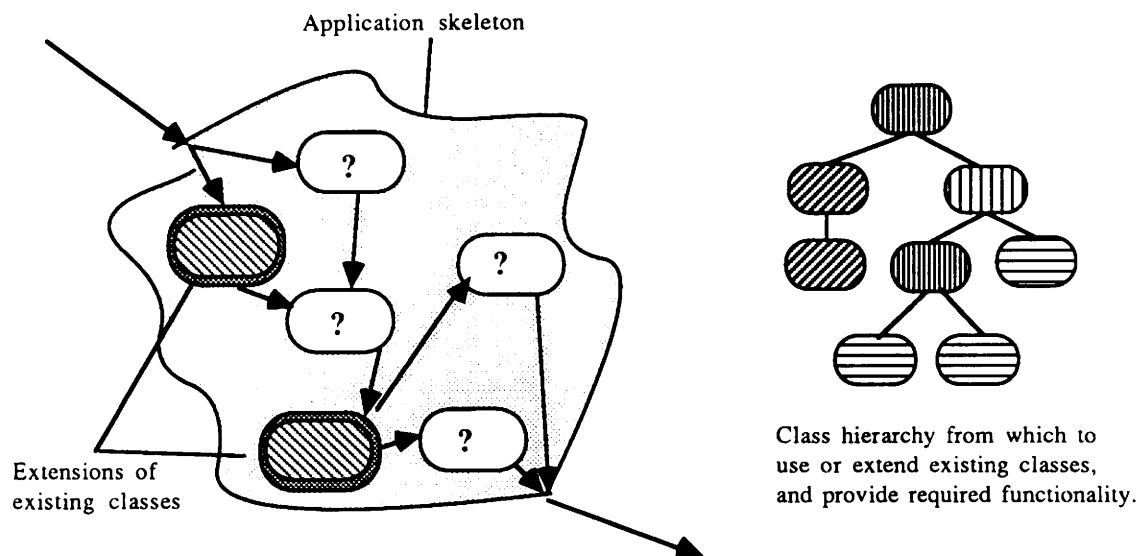 Application skeleton
?
?
?
?
Extensions of
existing classes
Class hierarchy from which to
use or extend existing classes,
and provide required functionality.